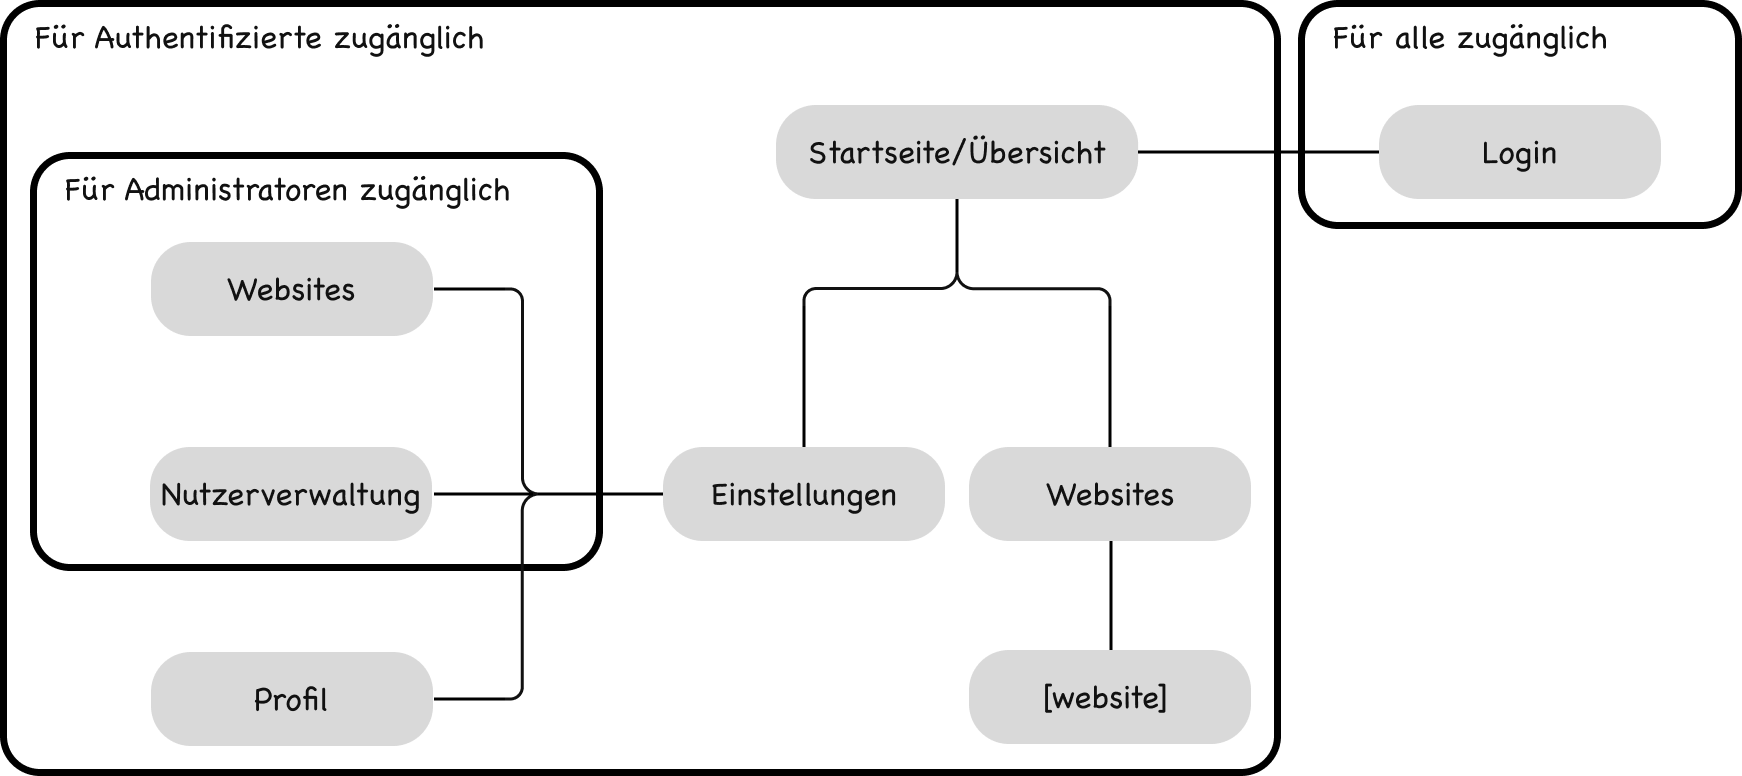 Für Authentifizierte zugänglich
Für alle zugänglich
Startseite/Übersicht
Login
Für Administratoren zugänglich
Websites
Nutzerverwaltung
Einstellungen
Websites
Profil
[website]